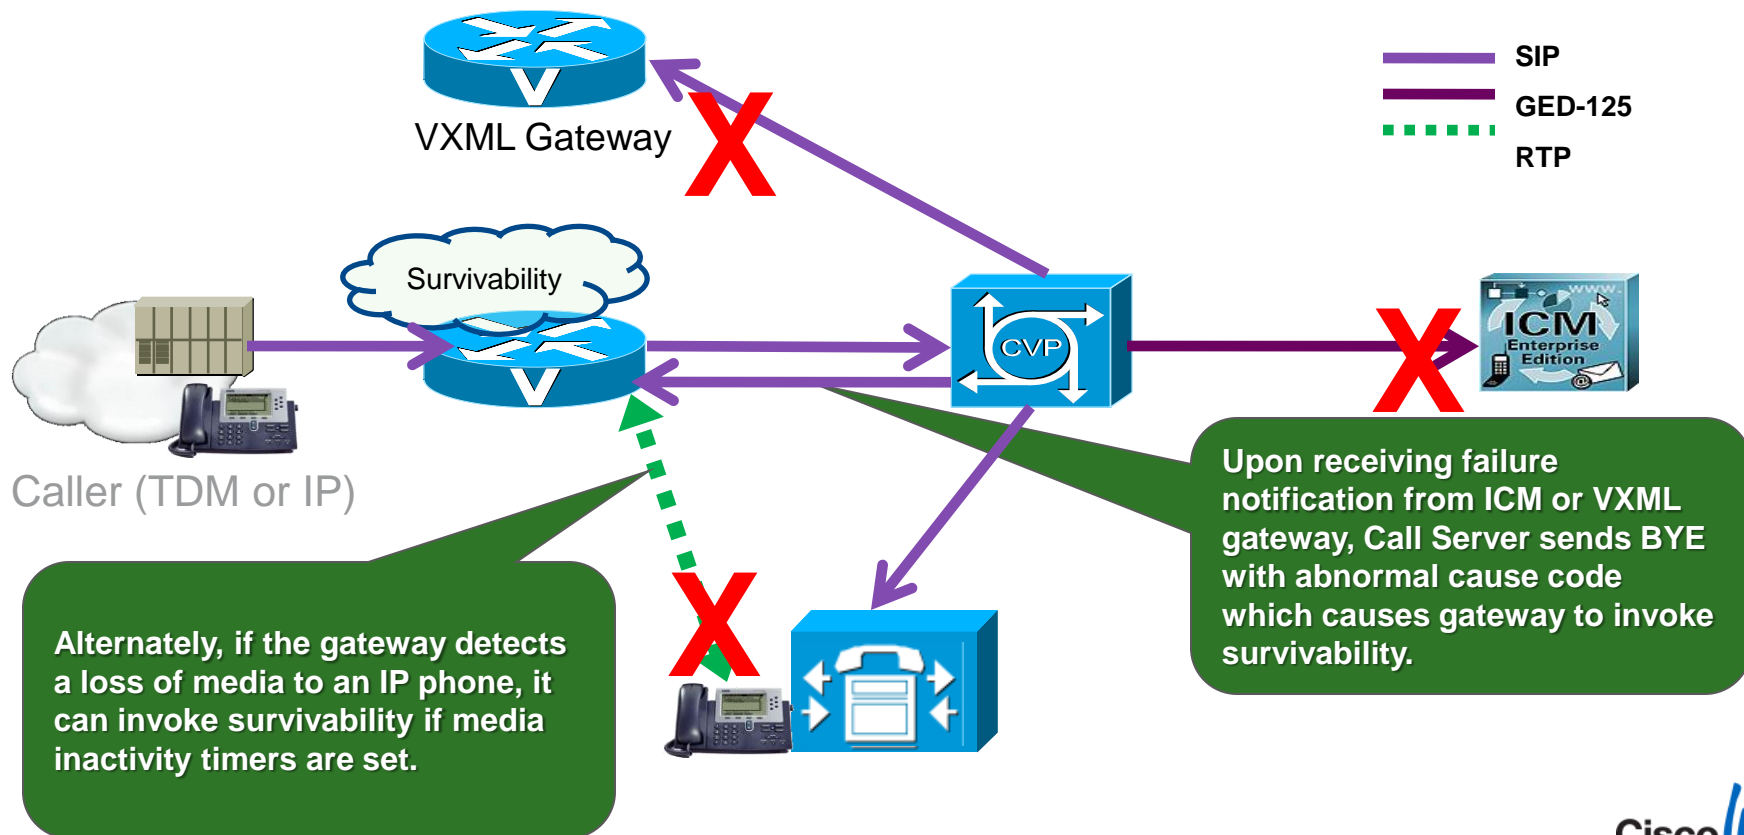 SIP
GED-125
RTP
V
VXML Gateway
Survivability
V
CVP
www.
ICM
Enterprise
Edition
@
Caller (TDM or IP)
X
X
X
Upon receiving failure
notification from ICM or VXML
gateway, Call Server sends BYE
with abnormal cause code
which causes gateway to invoke
survivability.
Alternately, if the gateway detects
a loss of media to an IP phone, it
can invoke survivability if media
inactivity timers are set.
Cisco